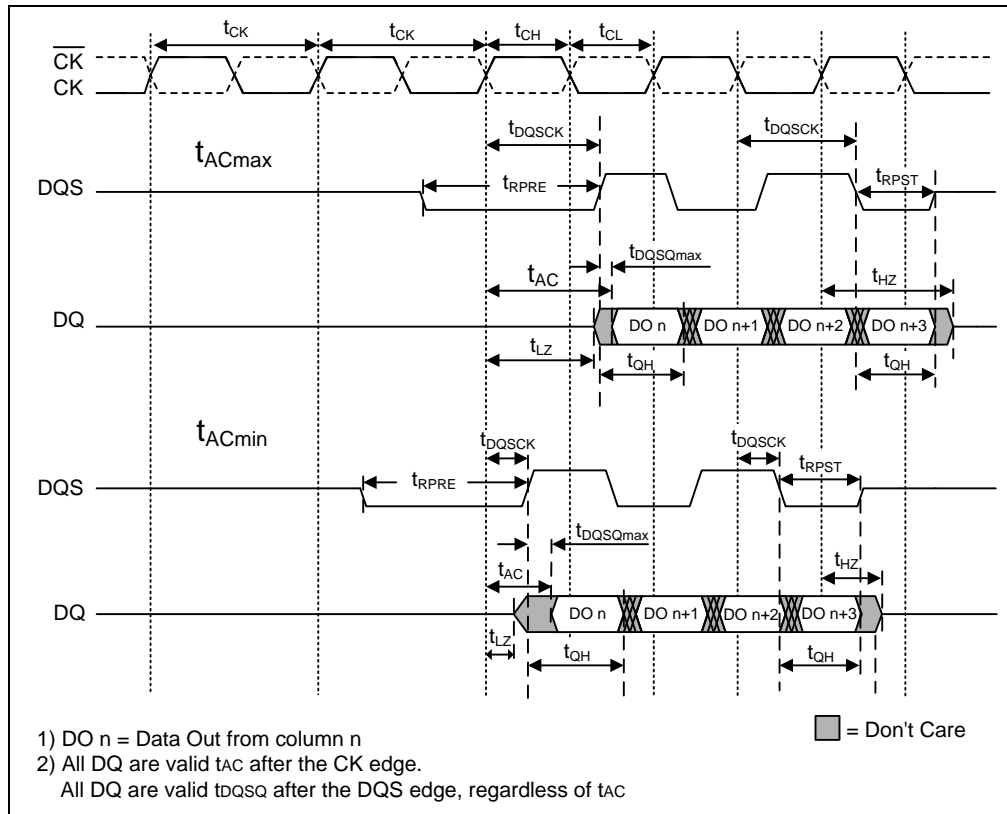 tCK tCK tCH tCL
CK
CK
tDQSCK tDQSCK
tACmax
DQS tRPRE tRPST
tDQSQmax
tAC tHZ
DQ DO n DO n+1 DO n+2 DO n+3
tLZ tQH tQH
tACmin
tDQSCK tDQSCK
DQS tRPRE tRPST
tDQSQmax
tAC tHZ
DQ DO n DO n+1 DO n+2 DO n+3
tLZ tQH tQH
1) DO n = Data Out from column n
= Don't Care
2) All DQ are valid tAC after the CK edge.
All DQ are valid tDQSQ after the DQS edge, regardless of tAC